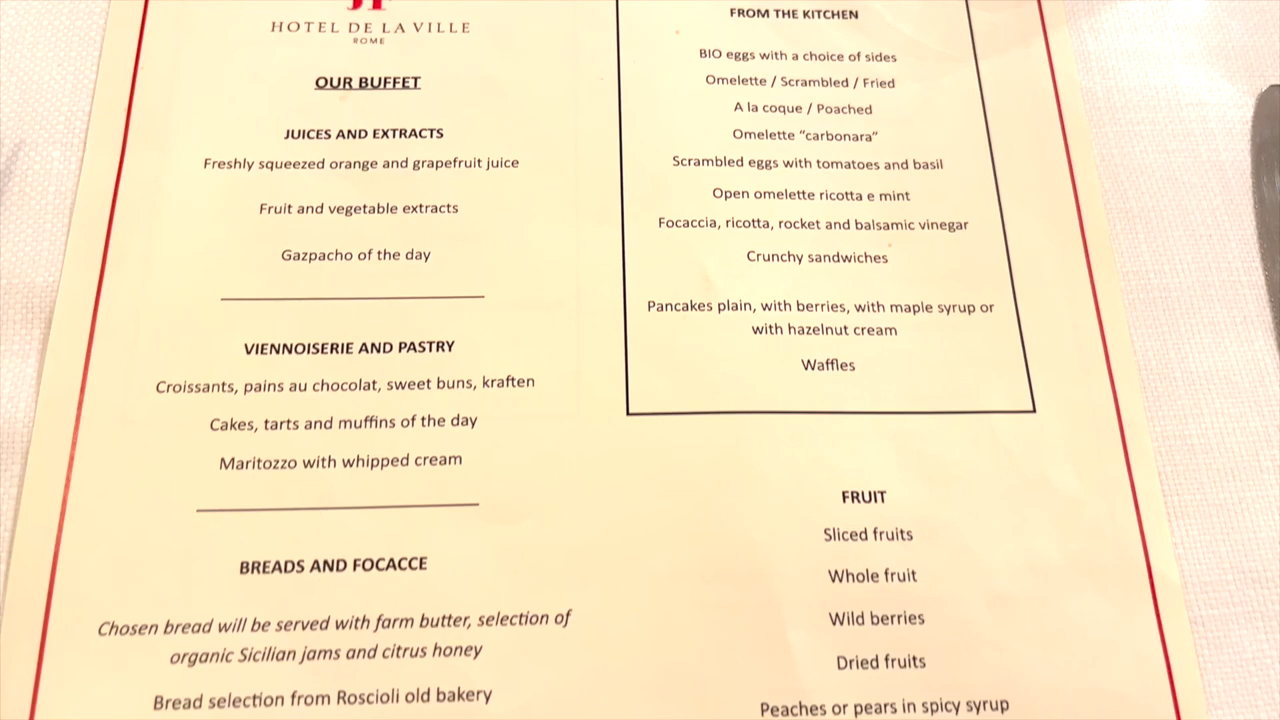 HOTEL DE LA VILLE
ROME
OUR BUFFET
JUICES AND EXTRACTS
Freshly squeezed orange and grapefruit juice
Fruit and vegetable extracts
Gazpacho of the day
VIENNOISERIE AND PASTRY
Croissants, pains au chocolat, sweet buns, kraften
Cakes, tarts and muffins of the day
Maritozzo with whipped cream
BREADS AND FOCACCE
Chosen bread will be served with farm butter, selection of
organic Sicilian jams and citrus honey
Bread selection from Roscioli old bakery
FROM THE KITCHEN
BIO eggs with a choice of sides
Omelette / Scrambled / Fried
A la coque / Poached
Omelette "carbonara"
Scrambled eggs with tomatoes and basil
Open omelette ricotta e mint
Focaccia, ricotta, rocket and balsamic vinegar
Crunchy sandwiches
Pancakes plain, with berries, with maple syrup or
with hazelnut cream
Waffles
FRUIT
Sliced fruits
Whole fruit
Wild berries
Dried fruits
Peaches or pears in spicy syrup